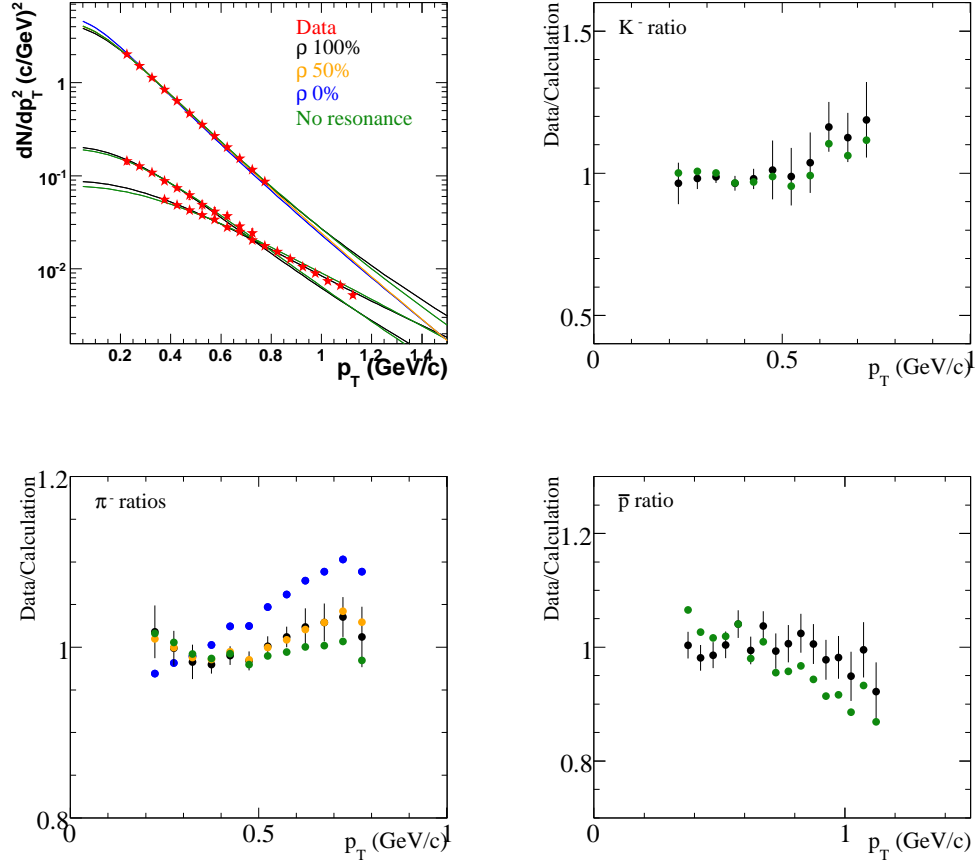 dN/dp_T^2 (c/GeV)^2
Data
ρ 100%
ρ 50%
ρ 0%
No resonance
1
10^-1
10^-2
0.2 0.4 0.6 0.8 1 1.2 1.4
p_T (GeV/c)
Data/Calculation
K^- ratio
1.5
1
0.5
0 0.5 1
p_T (GeV/c)
Data/Calculation
π^- ratios
1.2
1
0.8
0 0.5 1
p_T (GeV/c)
Data/Calculation
p̅ ratio
1.2
1
0.8
0 1
p_T (GeV/c)